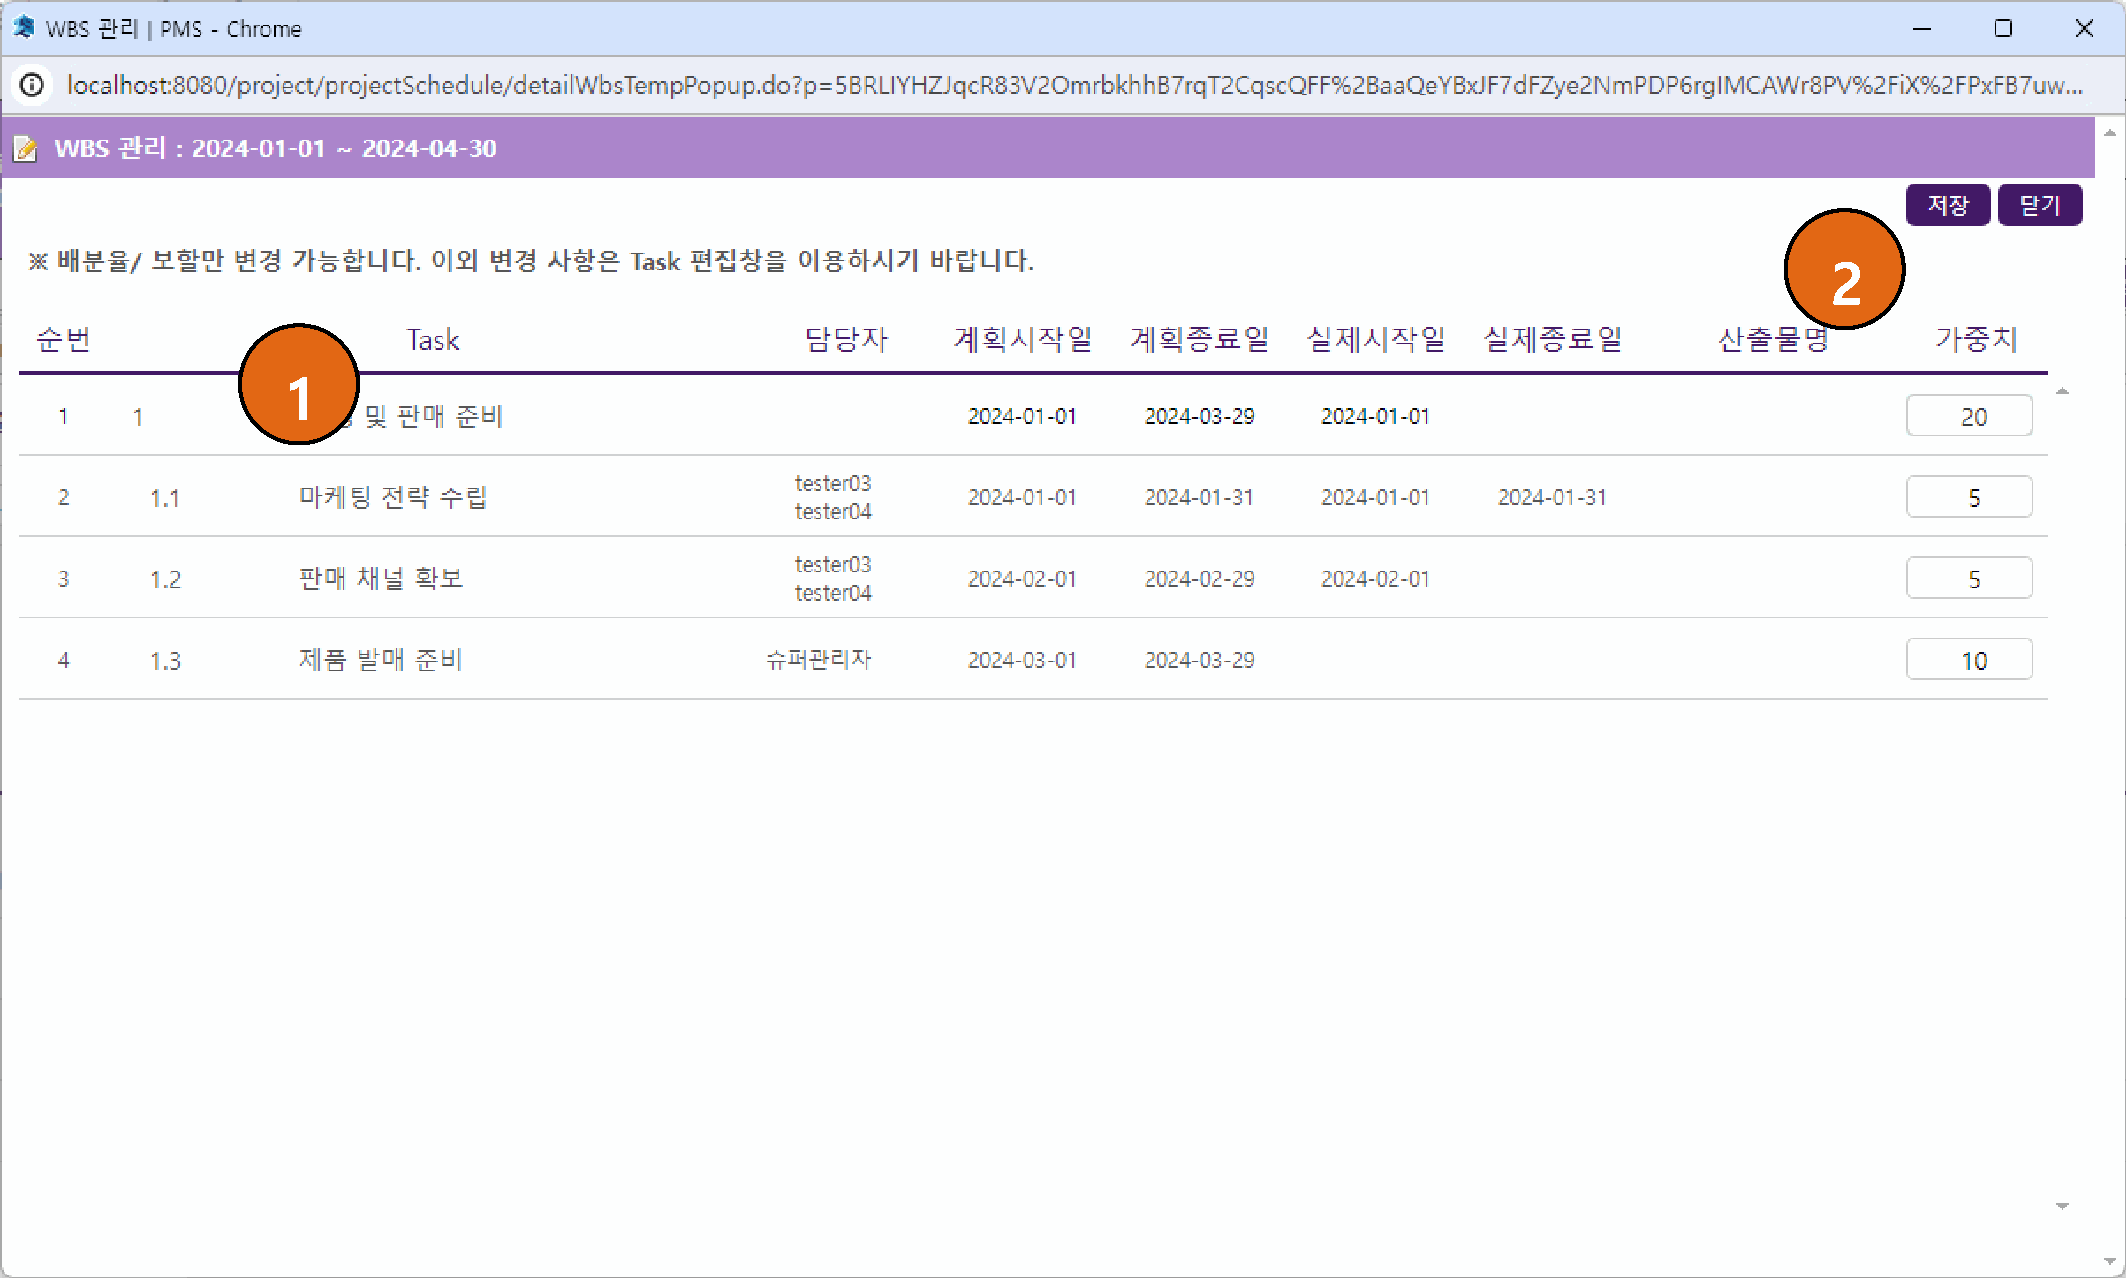 WBS 관리 | PMS - Chrome
localhost:8080/project/projectSchedule/detailWbsTempPopup.do?p=5BRLIYHZJqcR83V2OmrbkhhB7rqT2CqscQFF%2BaaQeYBxJF7dFZye2NmPDP6rgIMCAWr8PV%2FiX%2FPxFB7uw...
WBS 관리 : 2024-01-01 ~ 2024-04-30
저장 닫기
※ 배분율/ 보할만 변경 가능합니다. 이외 변경 사항은 Task 편집창을 이용하시기 바랍니다.
2
순번 Task 담당자 계획시작일 계획종료일 실제시작일 실제종료일 산출물명 가중치
1
1 1 및 판매 준비 2024-01-01 2024-03-29 2024-01-01 20
2 1.1 마케팅 전략 수립 tester03 tester04 2024-01-01 2024-01-31 2024-01-01 2024-01-31 5
3 1.2 판매 채널 확보 tester03 tester04 2024-02-01 2024-02-29 2024-02-01 5
4 1.3 제품 발매 준비 슈퍼관리자 2024-03-01 2024-03-29 10